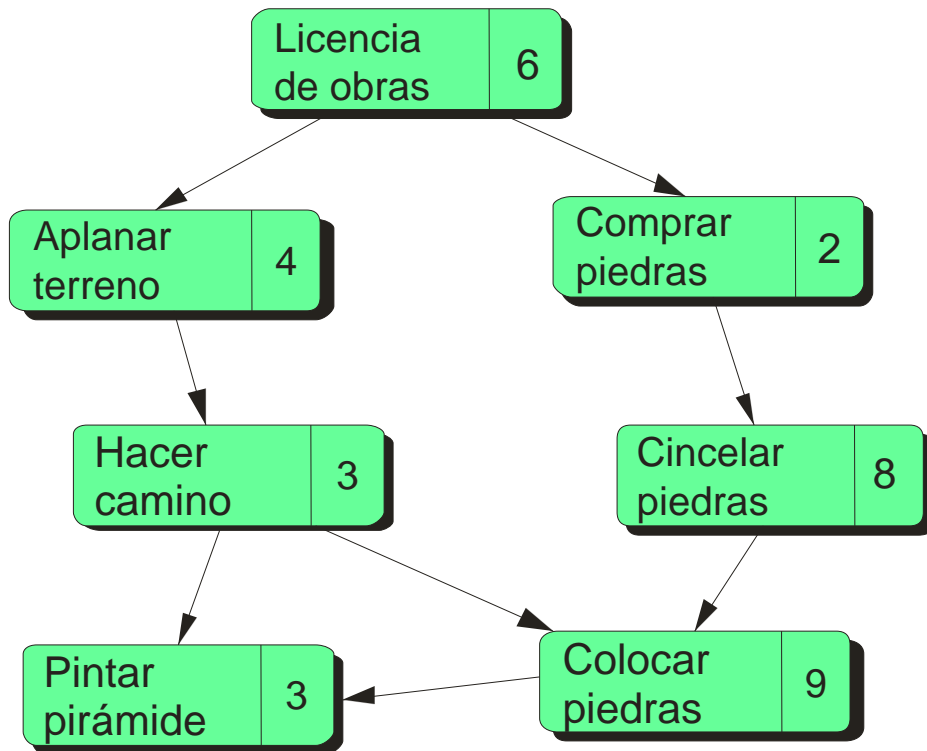 Licencia
de obras
6
Aplanar
terreno
4
Comprar
piedras
2
Hacer
camino
3
Cincelar
piedras
8
Pintar
pirámide
3
Colocar
piedras
9